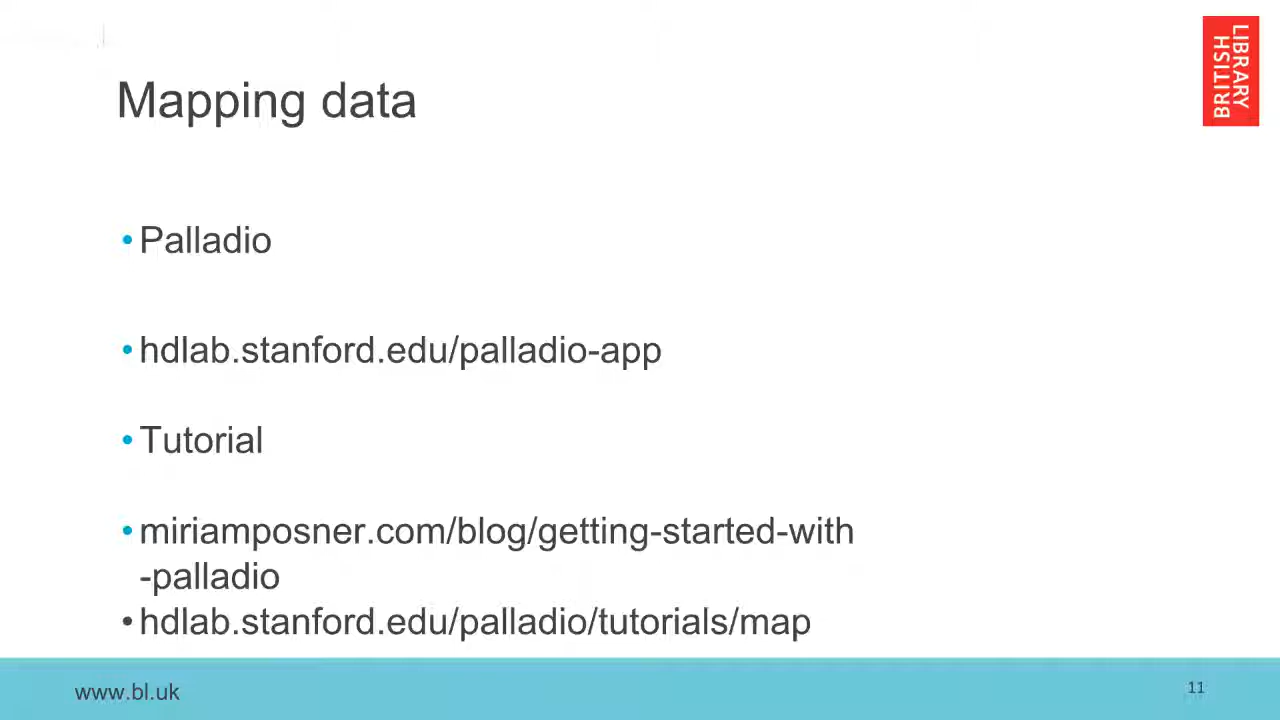 Mapping data
BRITISH
LIBRARY
•Palladio
•hdlab.stanford.edu/palladio-app
•Tutorial
•miriamposner.com/blog/getting-started-with
-palladio
•hdlab.stanford.edu/palladio/tutorials/map
www.bl.uk
11